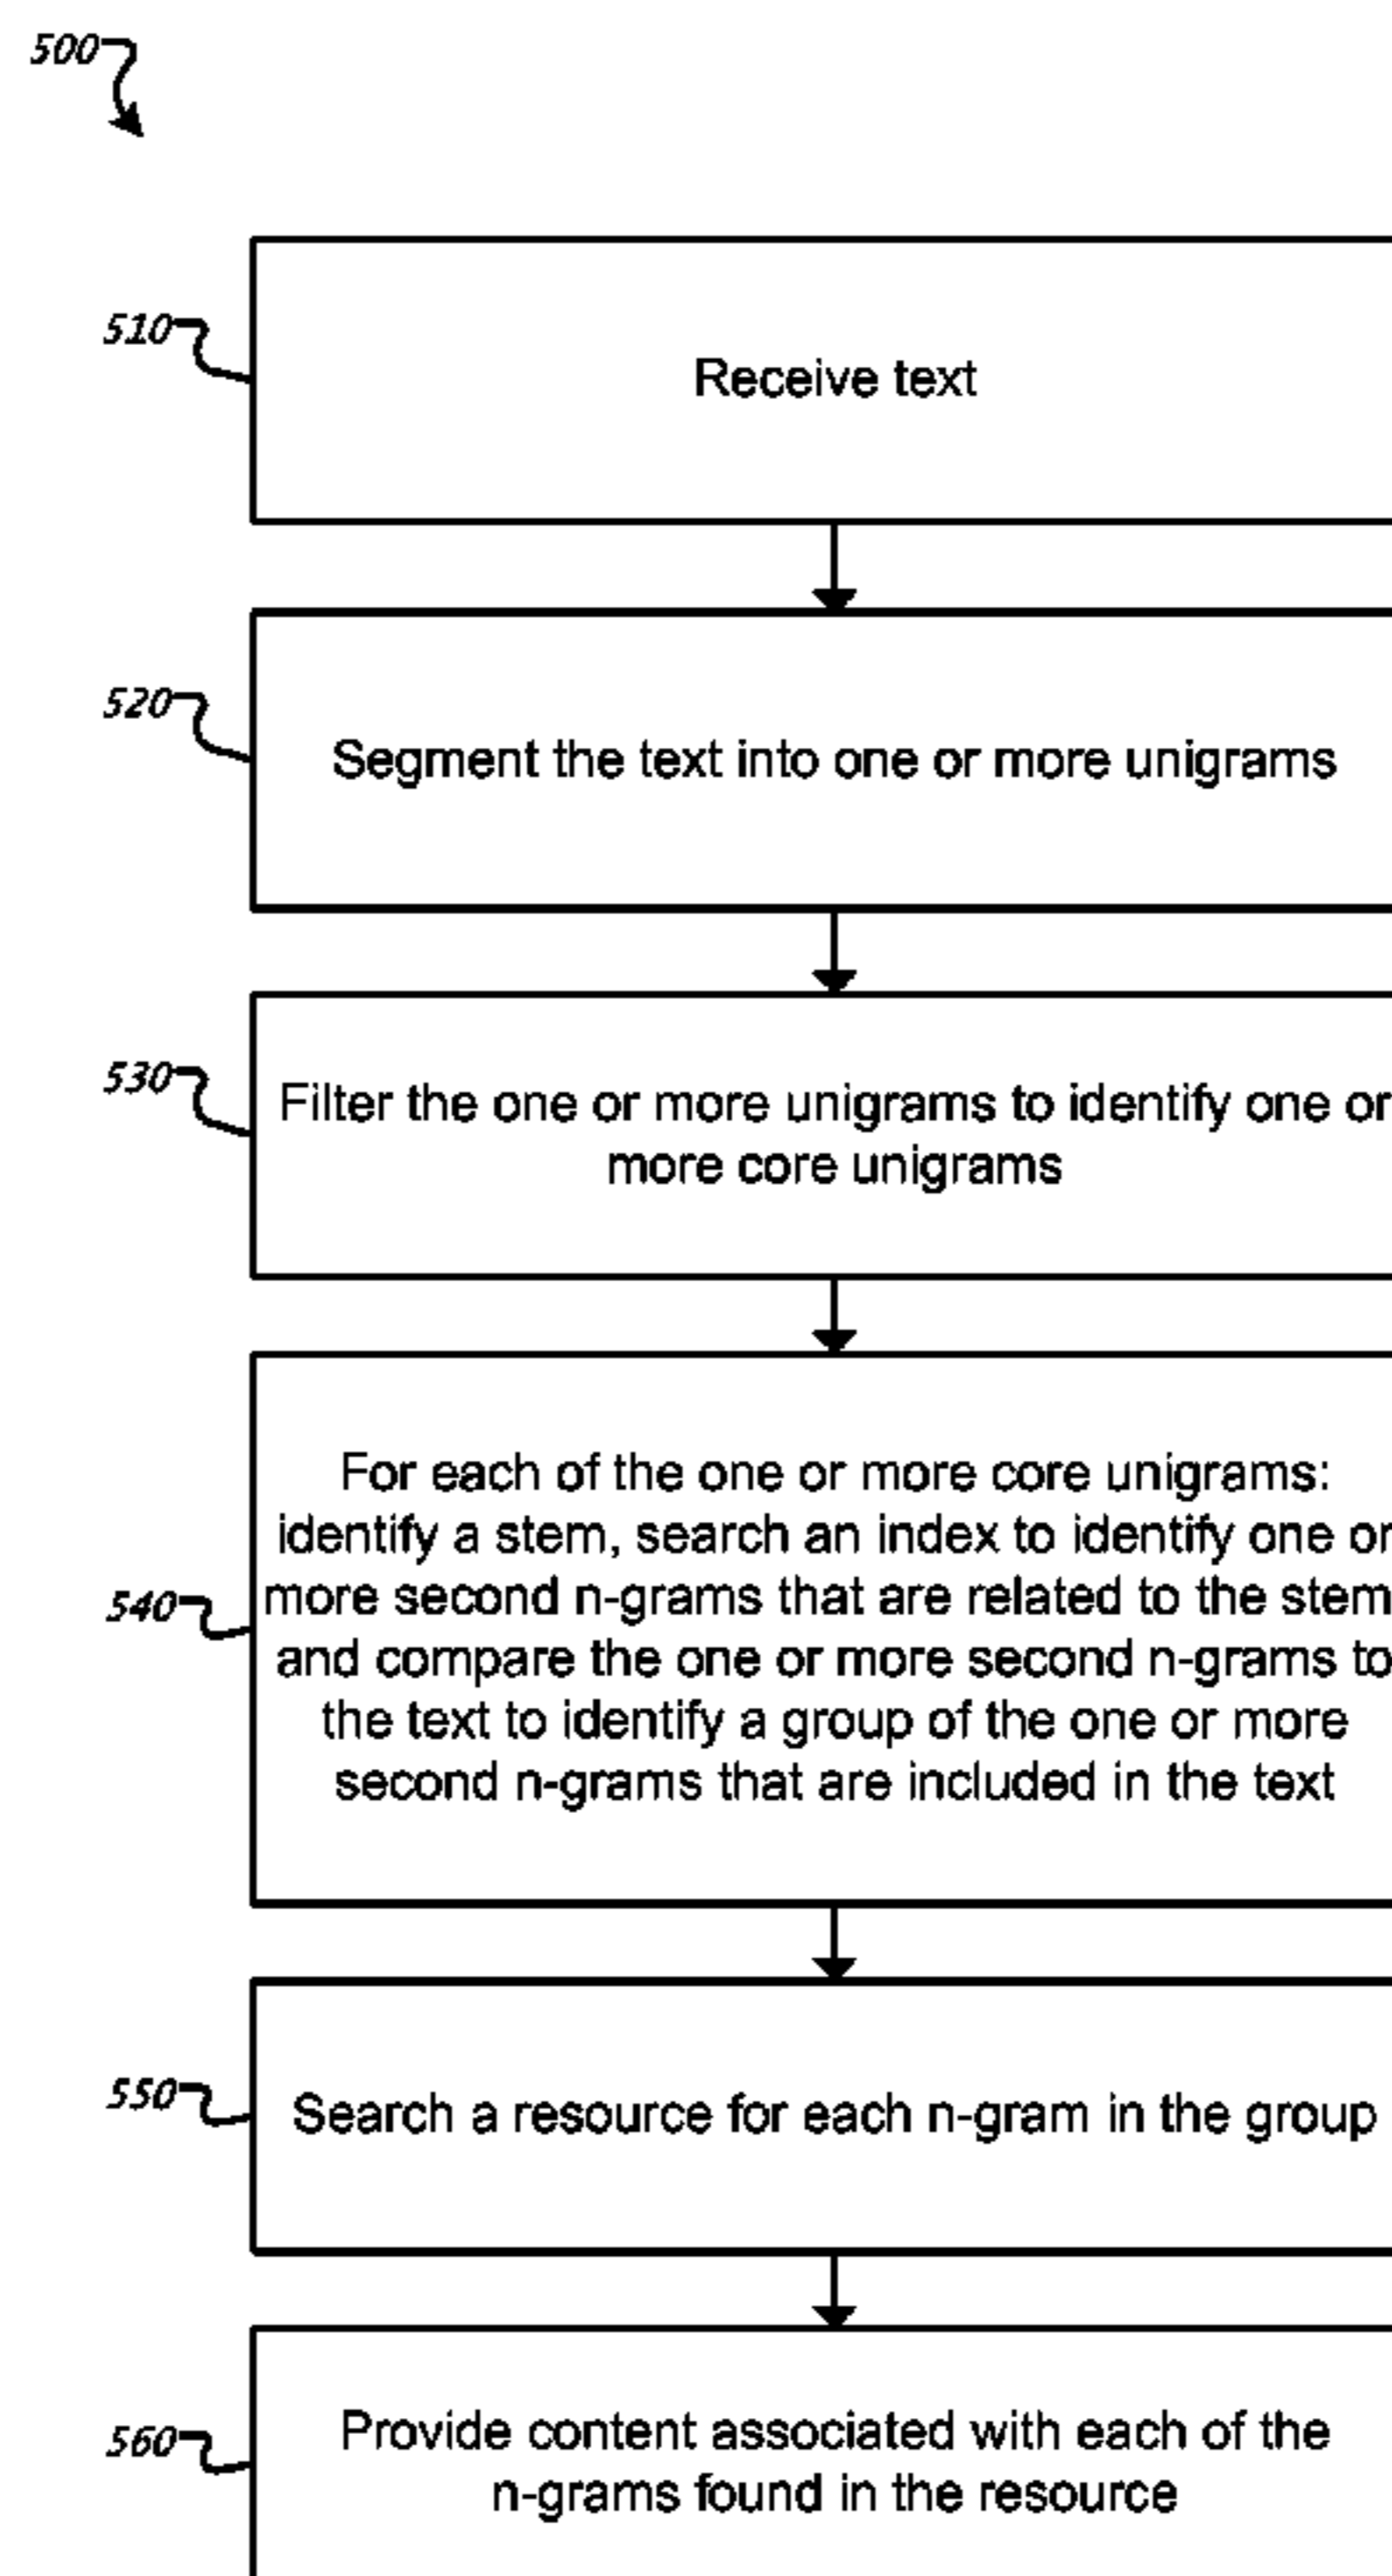 500
510
Receive text
520
Segment the text into one or more unigrams
530
Filter the one or more unigrams to identify one or
more core unigrams
540
For each of the one or more core unigrams:
identify a stem, search an index to identify one or
more second n-grams that are related to the stem
and compare the one or more second n-grams to
the text to identify a group of the one or more
second n-grams that are included in the text
550
Search a resource for each n-gram in the group
560
Provide content associated with each of the
n-grams found in the resource